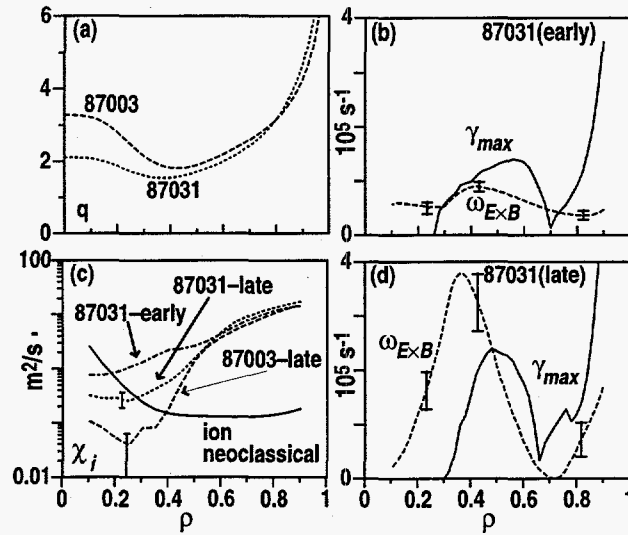 (a)
6
4
2
0
87003
87031
q
(b)
87031(early)
4
10⁵ s⁻¹
0
γmax
ωE×B
(c)
100
m²/s
0.01
87031–late
87031–early
87003–late
ion
neoclassical
χi
0 0.2 0.4 0.6 0.8 1
ρ
(d)
87031(late)
4
10⁵ s⁻¹
0
ωE×B
γmax
0 0.2 0.4 0.6 0.8 1
ρ